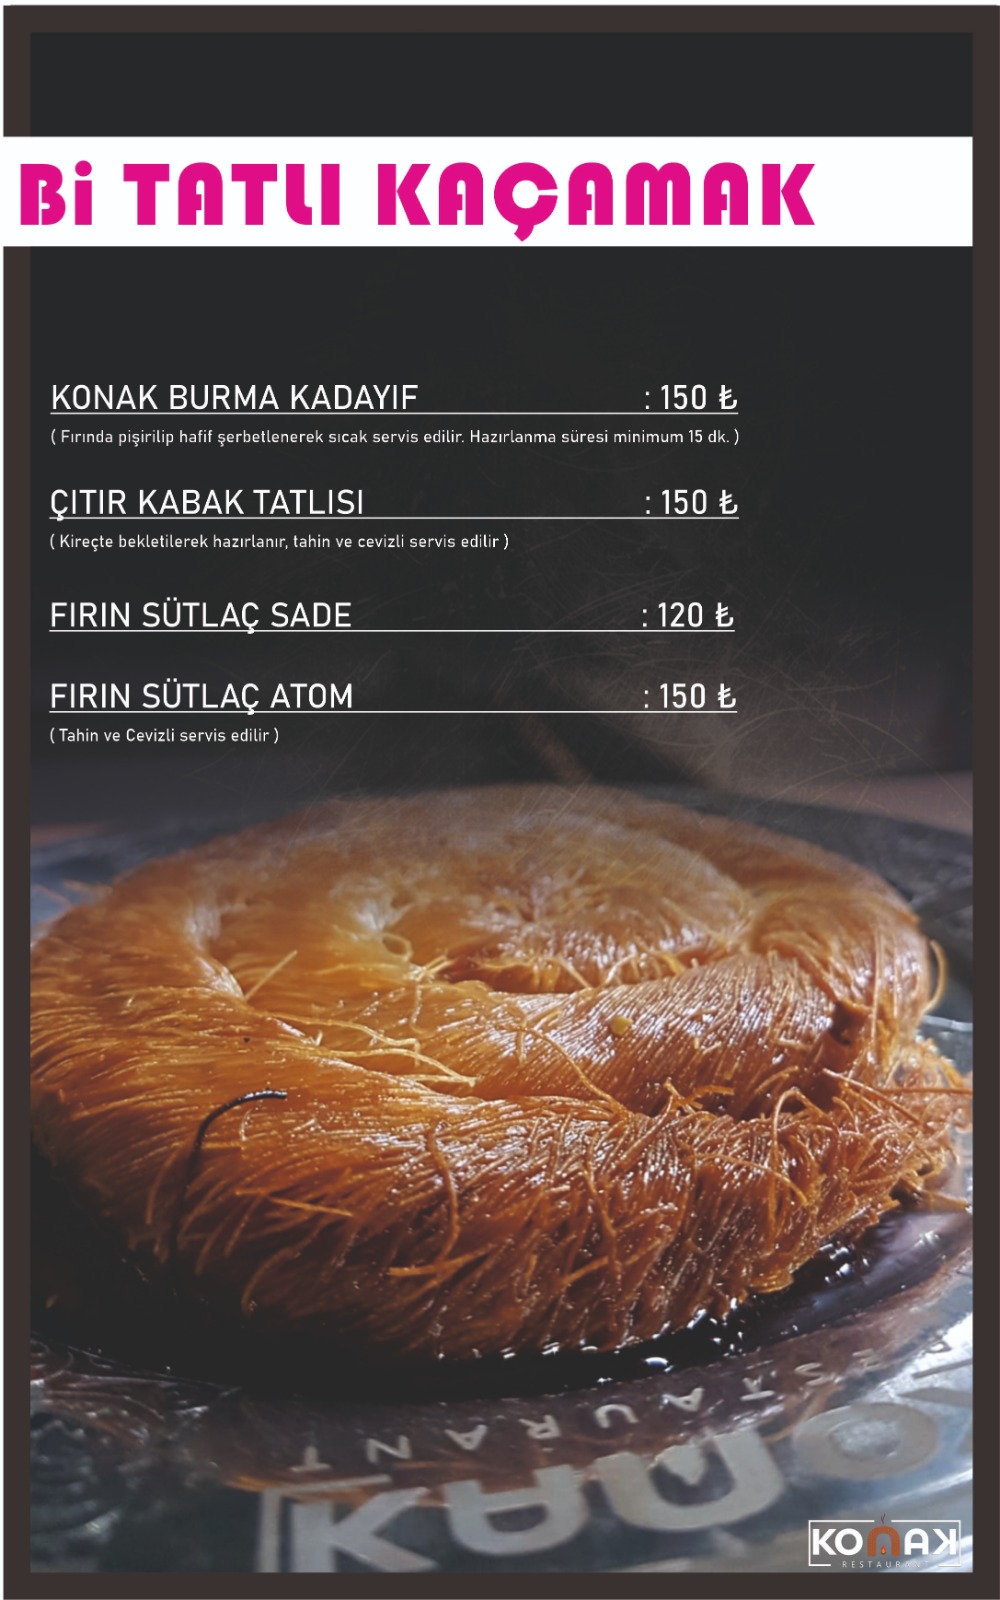 Bi TATLI KAÇAMAK
KONAK BURMA KADAYIF : 150 ₺
( Fırında pişirilip hafif şerbetlenerek sıcak servis edilir. Hazırlanma süresi minimum 15 dk. )
ÇITIR KABAK TATLISI : 150 ₺
( Kireçte bekletilerek hazırlanır, tahin ve cevizli servis edilir )
FIRIN SÜTLAÇ SADE : 120 ₺
FIRIN SÜTLAÇ ATOM : 150 ₺
( Tahin ve Cevizli servis edilir )
RESTAURANT
KONAK
KONAK
RESTAURANT